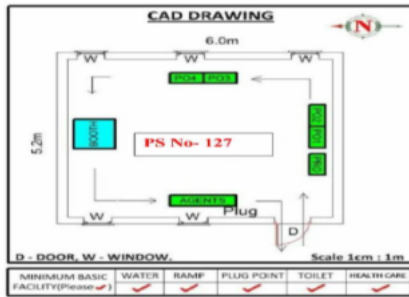 CAD DRAWING
N
6.0m
W W W
PO4 PO3
5.2m
BOOTH
PS No- 127
PO2
PO1
PRO
AGENTS
Plug
W W
D
D - DOOR, W - WINDOW. Scale 1cm : 1m
MINIMUM BASIC FACILITY(Please ✓)
WATER
RAMP
PLUG POINT
TOILET
HEALTH CARE